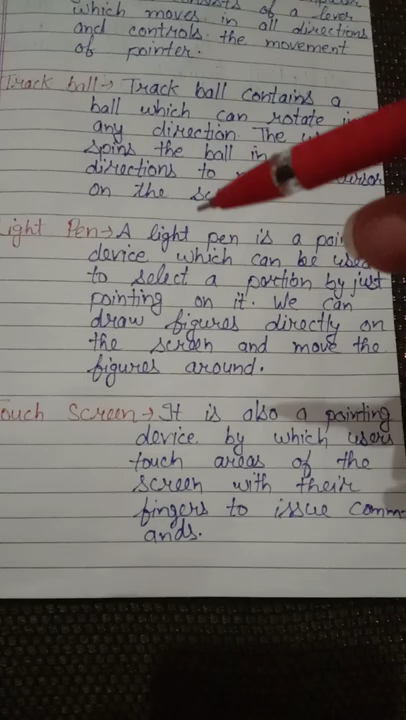 which moves in all directions
and controls the movement
of pointer.
Track ball → Track ball contains a
ball which can rotate in
any direction. The
spins the ball in
directions to
on the
Light Pen → A light pen is a
device which can be used
to select a portion by just
pointing on it. We can
draw figures directly on
the screen and move the
figures around.
Touch Screen → It is also a pointing
device by which users
touch areas of the
screen with their
fingers to issue comm-
ands.